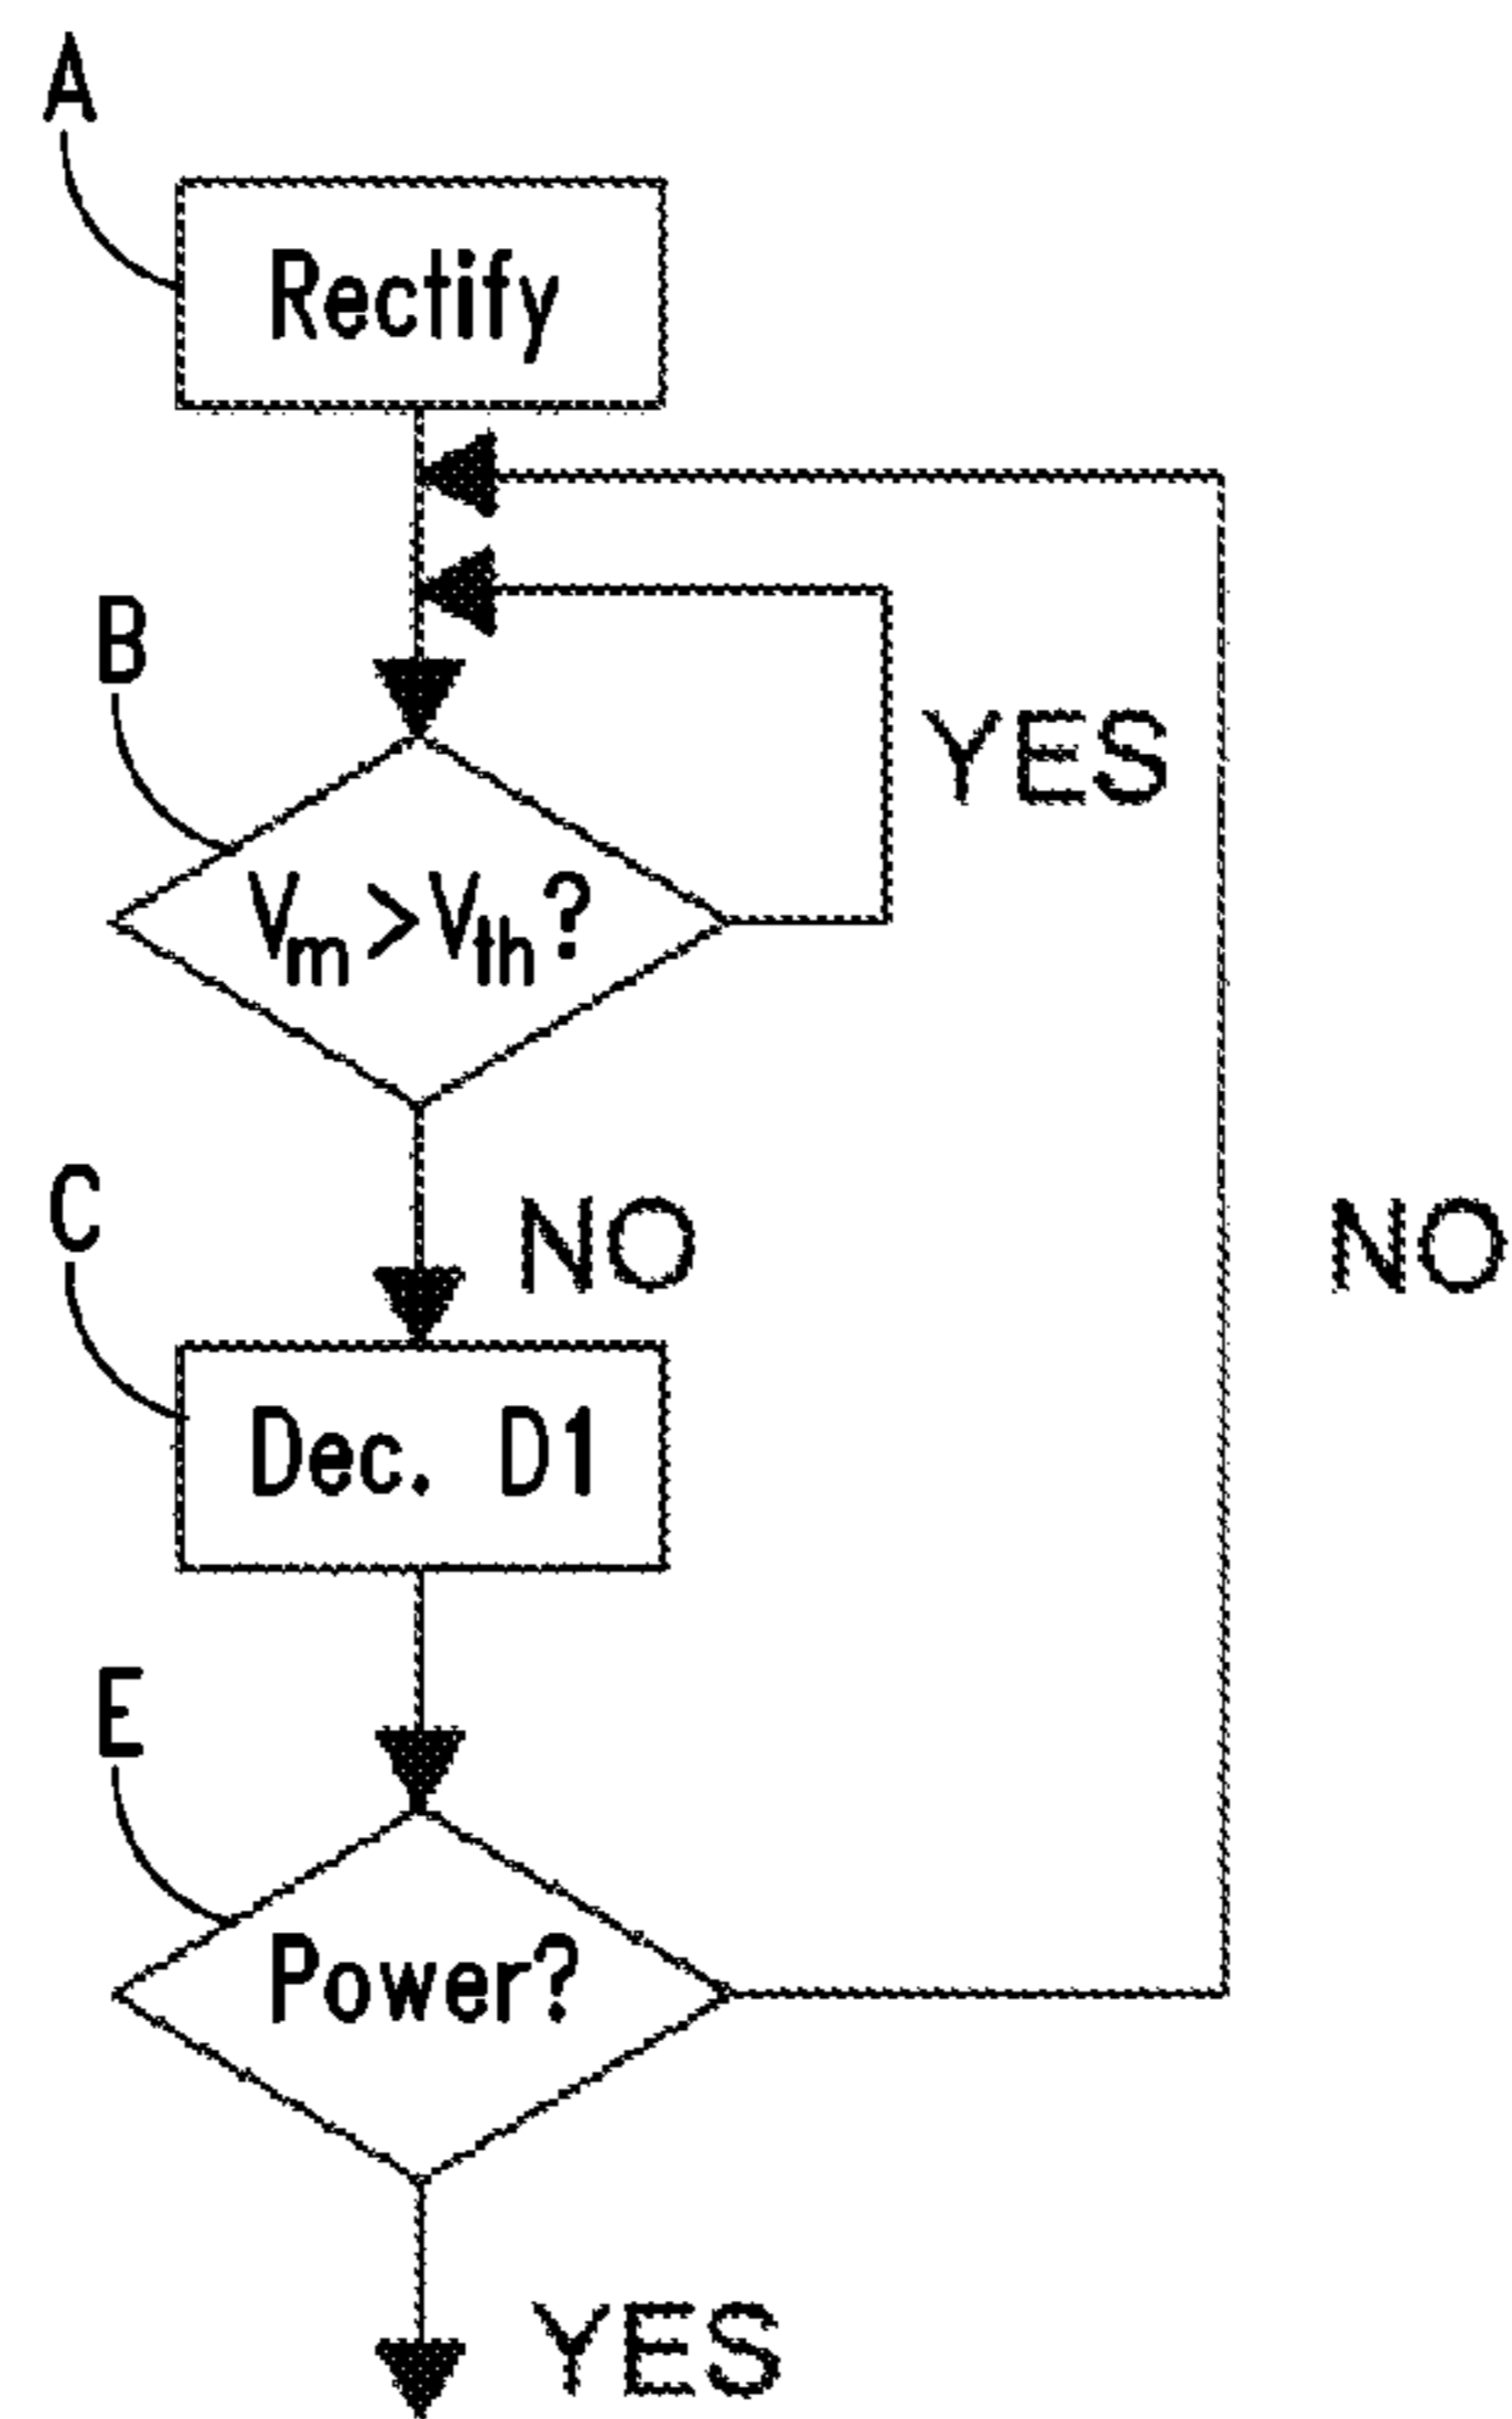 A
Rectify
B
YES
Vm>Vth?
C
NO
NO
Dec. D1
E
Power?
YES